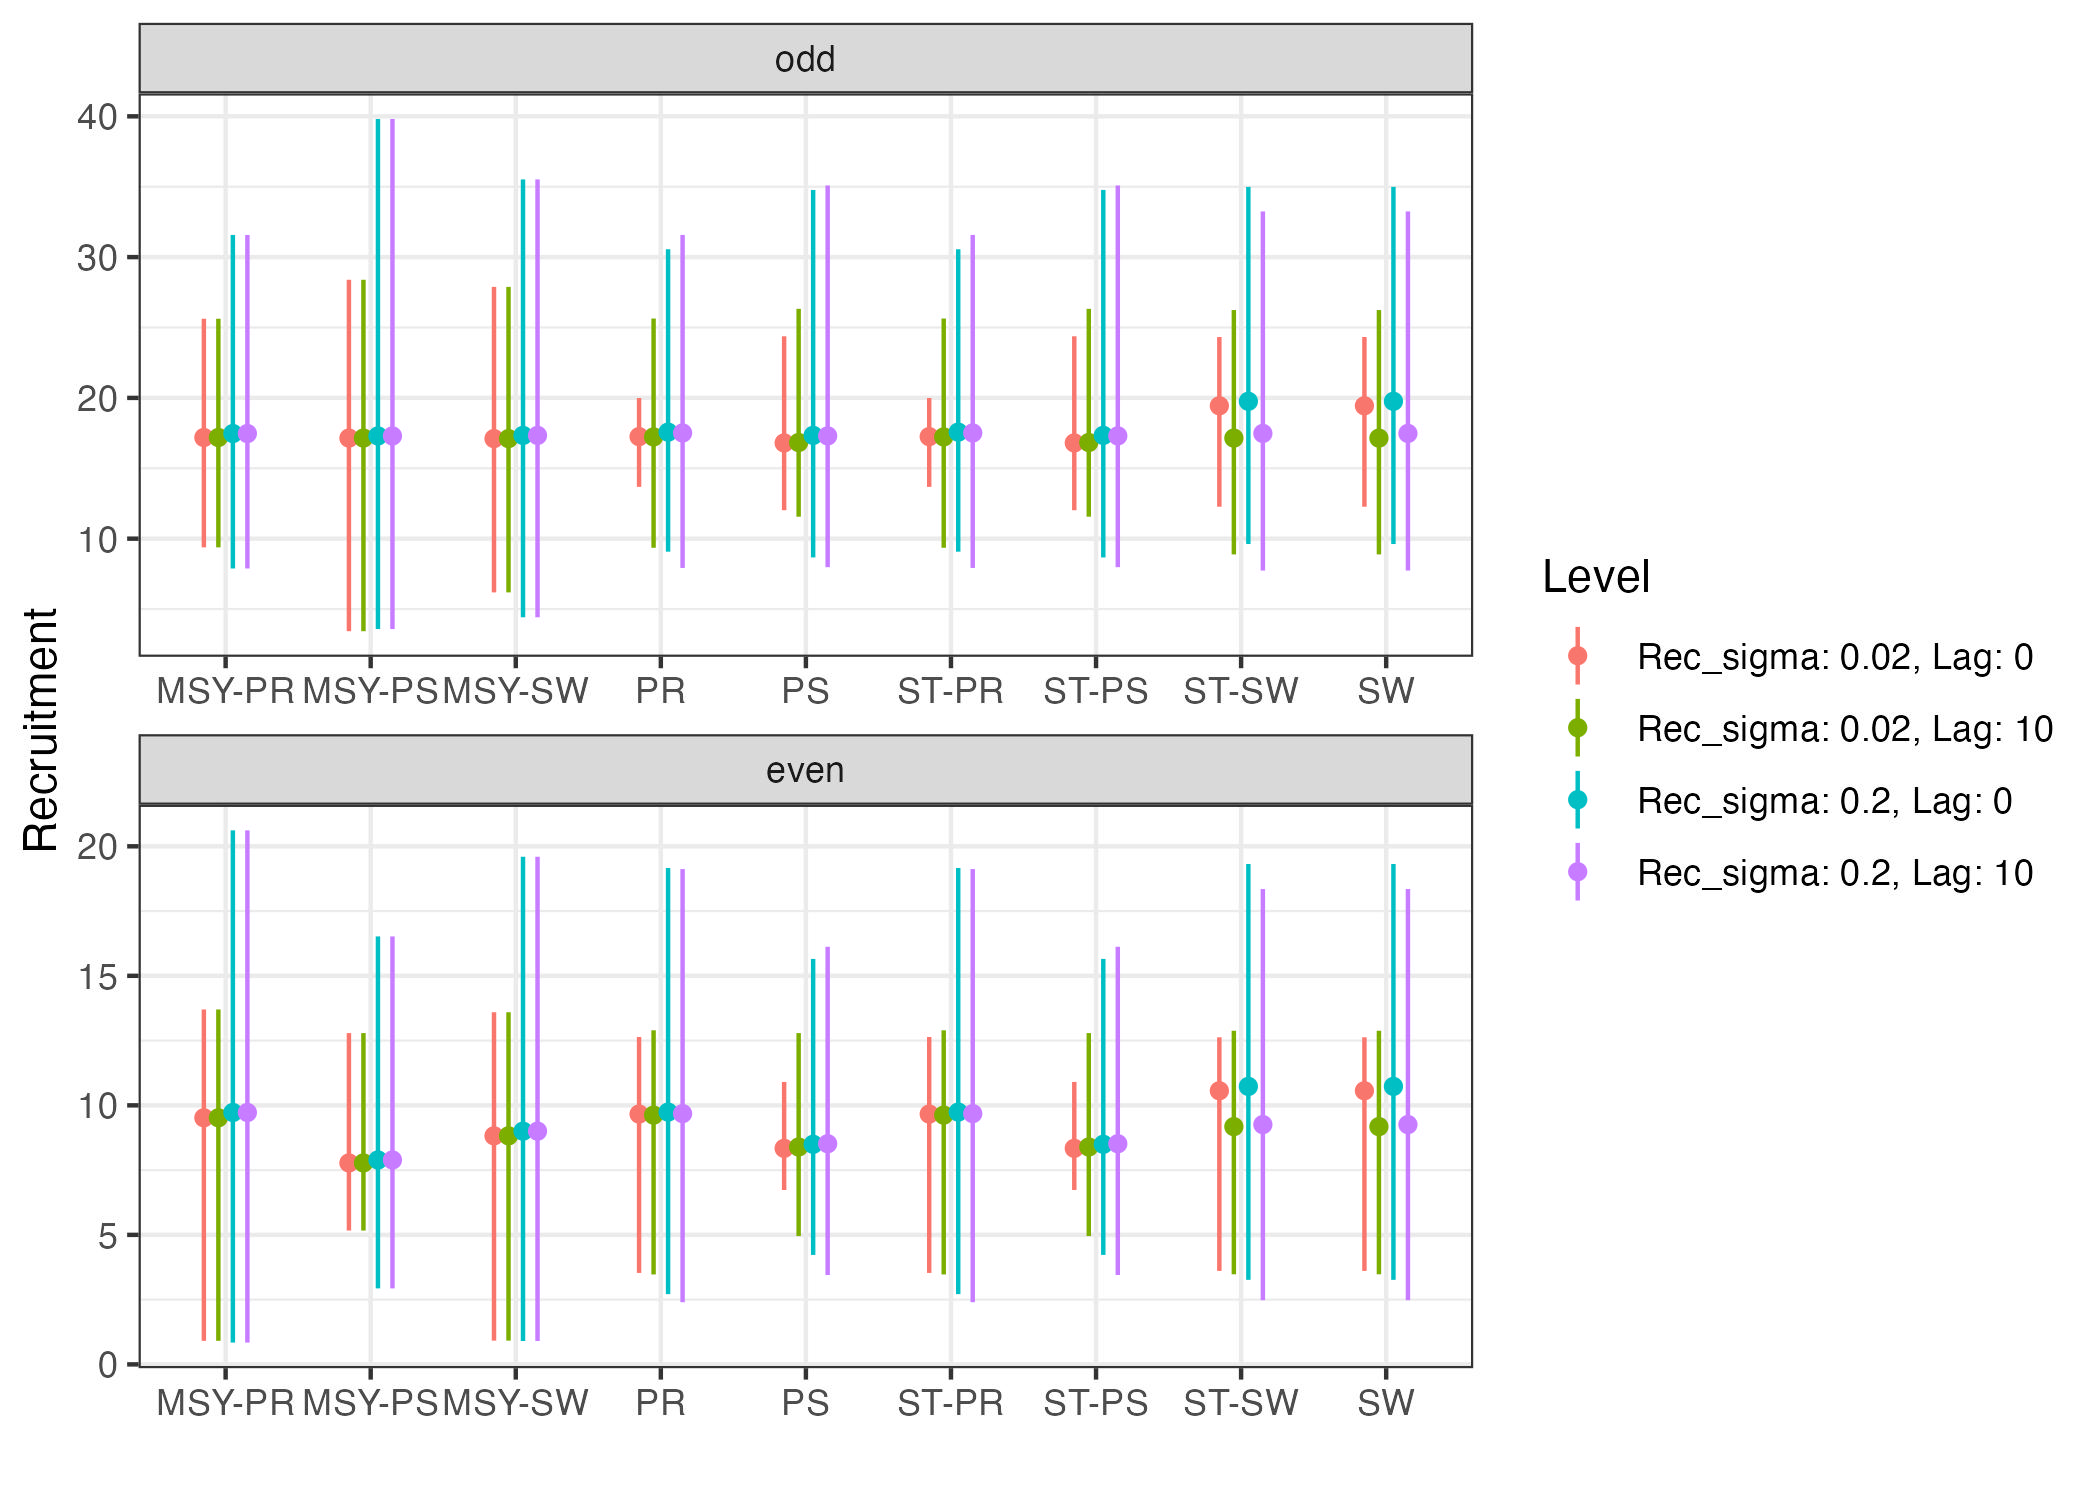 odd
40
30
20
10
MSY-PR MSY-PS MSY-SW PR PS ST-PR ST-PS ST-SW SW
Recruitment
even
20
15
10
5
0
MSY-PR MSY-PS MSY-SW PR PS ST-PR ST-PS ST-SW SW
Level
Rec_sigma: 0.02, Lag: 0
Rec_sigma: 0.02, Lag: 10
Rec_sigma: 0.2, Lag: 0
Rec_sigma: 0.2, Lag: 10